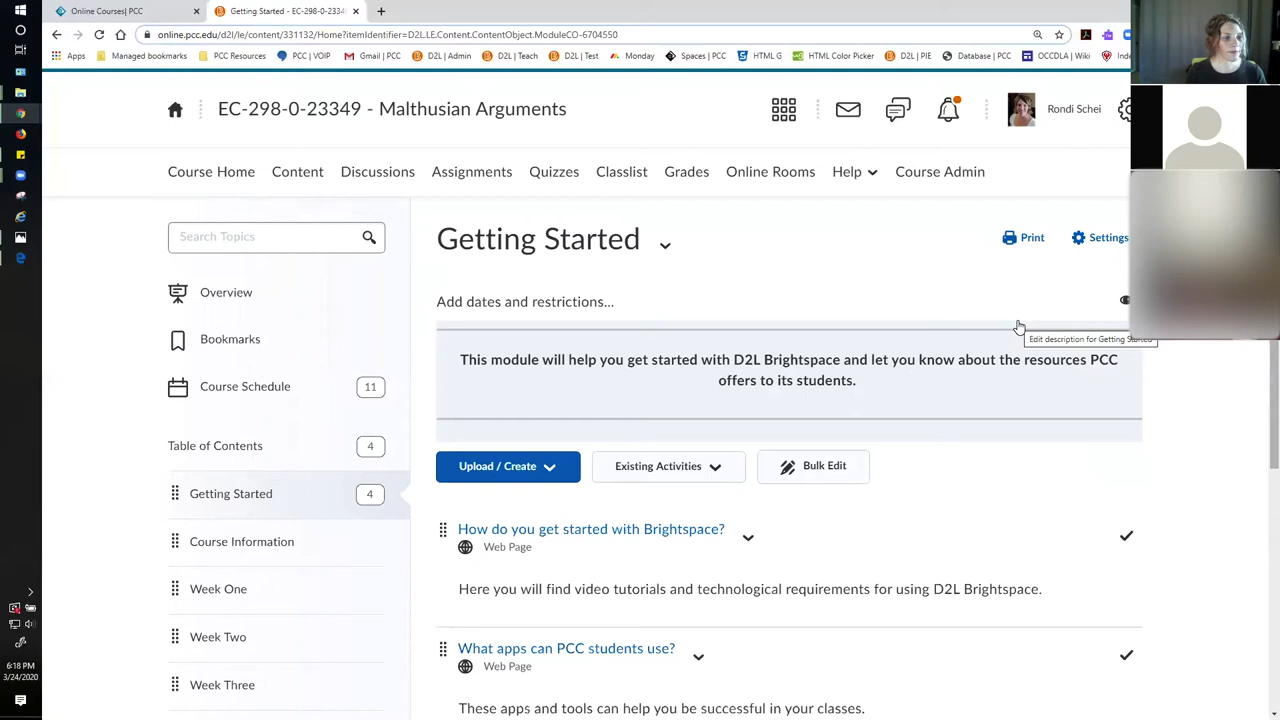 Online Courses| PCC
Getting Started - EC-298-0-23349 -
online.pcc.edu/d2l/le/content/331132/Home?itemIdentifier=D2L.LE.Content.ContentObject.ModuleCO-6704550
Apps Managed bookmarks PCC Resources PCC | VOIP Gmail | PCC D2L | Admin D2L | Teach D2L | Test Monday Spaces | PCC HTML G HTML Color Picker D2L | PIE Database | PCC OCCDLA | Wiki
EC-298-0-23349 - Malthusian Arguments
Rondi Schei
Course Home Content Discussions Assignments Quizzes Classlist Grades Online Rooms Help Course Admin
Search Topics
Getting Started
Print
Settings
Overview
Add dates and restrictions...
Bookmarks
Edit description for Getting Started
This module will help you get started with D2L Brightspace and let you know about the resources PCC
offers to its students.
Course Schedule 11
Table of Contents 4
Upload / Create
Existing Activities
Bulk Edit
Getting Started 4
How do you get started with Brightspace?
Web Page
Course Information
Week One
Here you will find video tutorials and technological requirements for using D2L Brightspace.
Week Two
What apps can PCC students use?
Web Page
Week Three
These apps and tools can help you be successful in your classes.
6:18 PM
3/24/2020